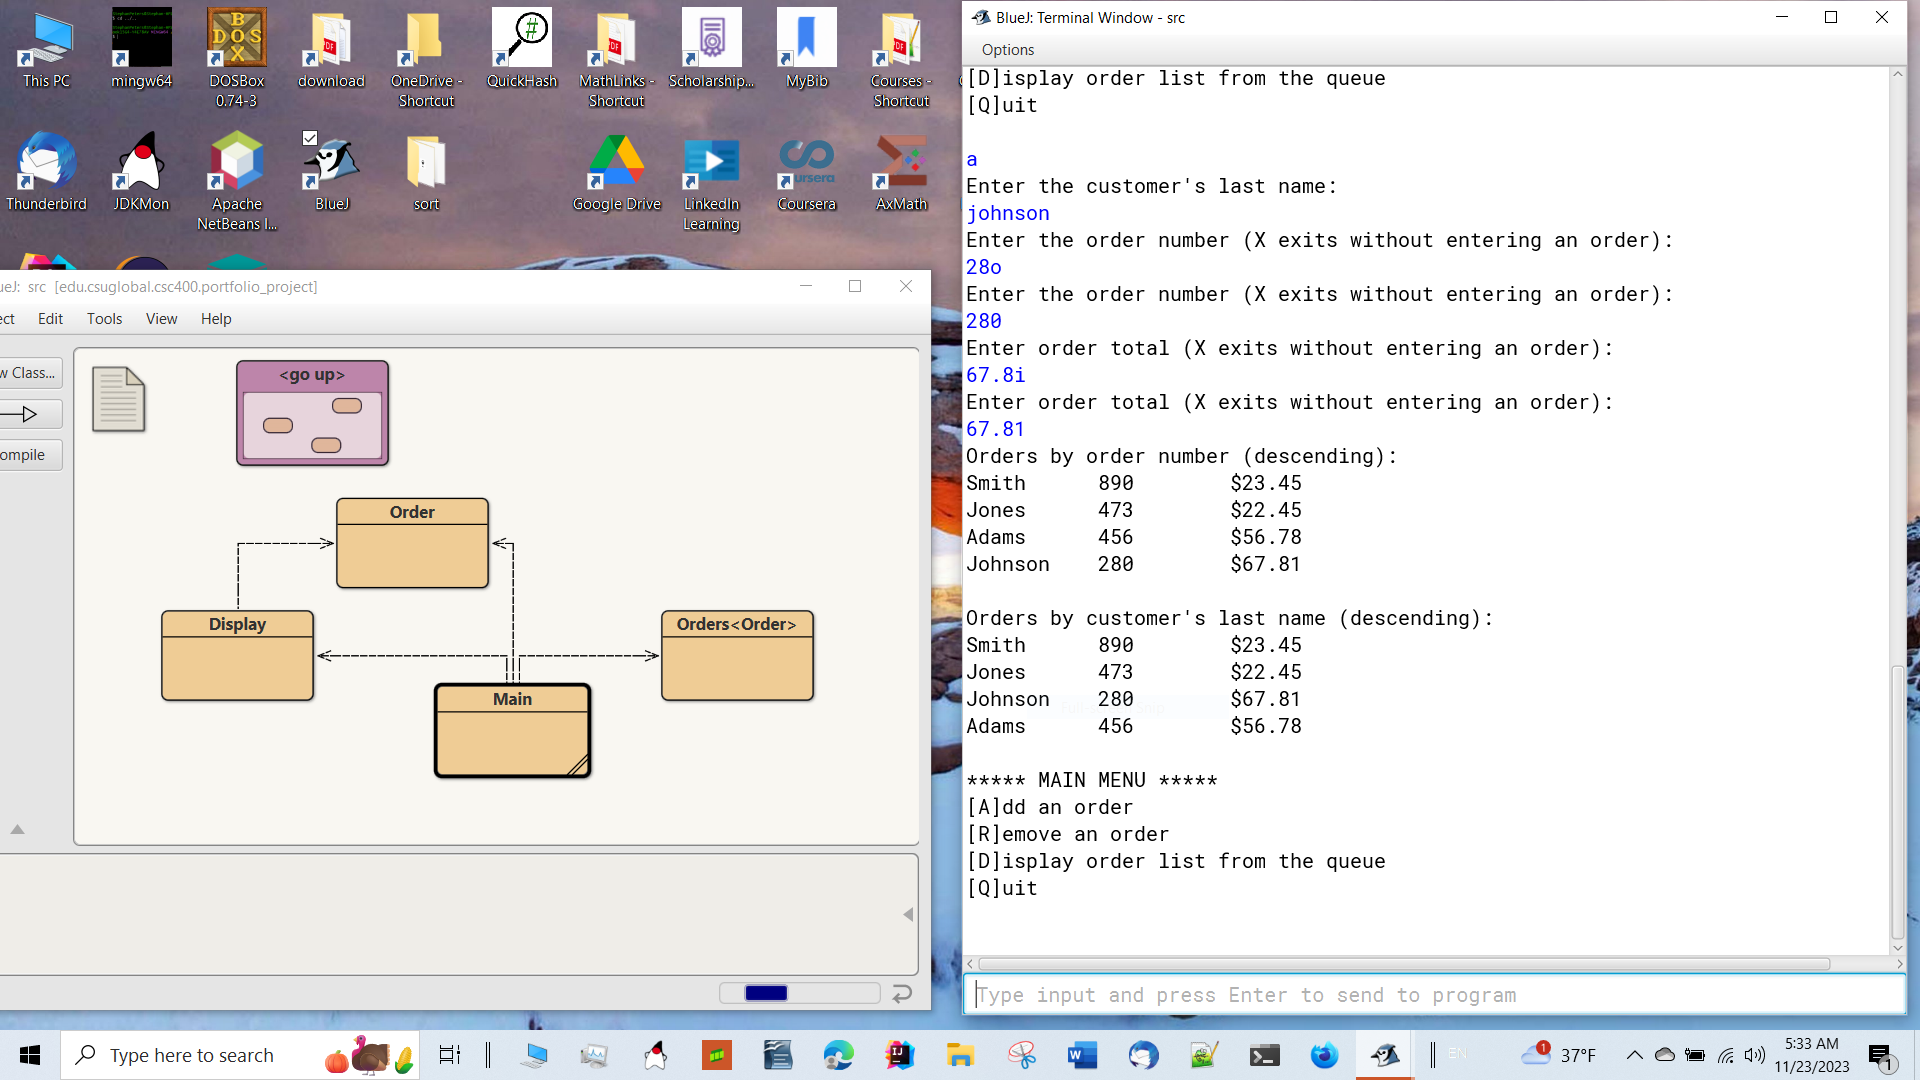 This PC
mingw64
DOSBox
0.74-3
download
OneDrive -
Shortcut
QuickHash
MathLinks -
Shortcut
Scholarship...
MyBib
Courses -
Shortcut
Thunderbird
JDKMon
Apache
NetBeans I...
BlueJ
sort
Google Drive
LinkedIn
Learning
Coursera
AxMath
ueJ: src [edu.csuglobal.csc400.portfolio_project]
ect Edit Tools View Help
w Class...
ompile
<go up>
Order
Display
Orders<Order>
Main
BlueJ: Terminal Window - src
Options
[D]isplay order list from the queue
[Q]uit
a
Enter the customer's last name:
johnson
Enter the order number (X exits without entering an order):
28o
Enter the order number (X exits without entering an order):
280
Enter order total (X exits without entering an order):
67.8i
Enter order total (X exits without entering an order):
67.81
Orders by order number (descending):
Smith 890 $23.45
Jones 473 $22.45
Adams 456 $56.78
Johnson 280 $67.81
Orders by customer's last name (descending):
Smith 890 $23.45
Jones 473 $22.45
Johnson 280 $67.81
Adams 456 $56.78
***** MAIN MENU *****
[A]dd an order
[R]emove an order
[D]isplay order list from the queue
[Q]uit
Type input and press Enter to send to program
Type here to search
EN
1
37°F
5:33 AM
11/23/2023
1